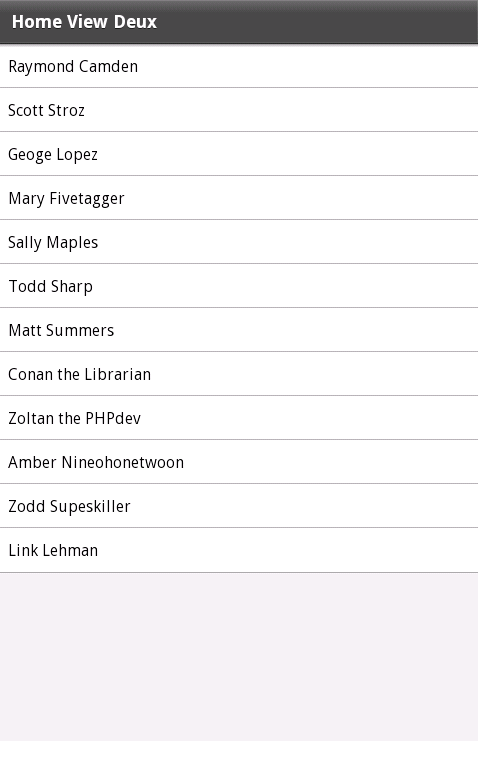 Home View Deux
Raymond Camden
Scott Stroz
Geoge Lopez
Mary Fivetagger
Sally Maples
Todd Sharp
Matt Summers
Conan the Librarian
Zoltan the PHPdev
Amber Nineohonetwoon
Zodd Supeskiller
Link Lehman